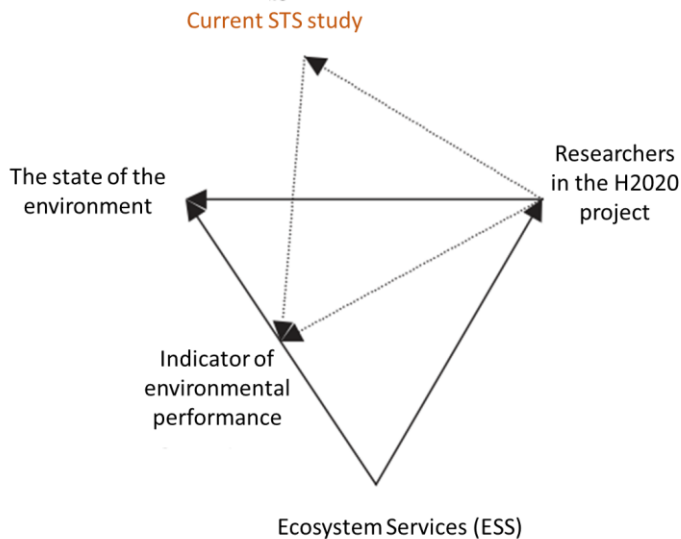 Current STS study
The state of the
environment
Researchers
in the H2020
project
Indicator of
environmental
performance
Ecosystem Services (ESS)